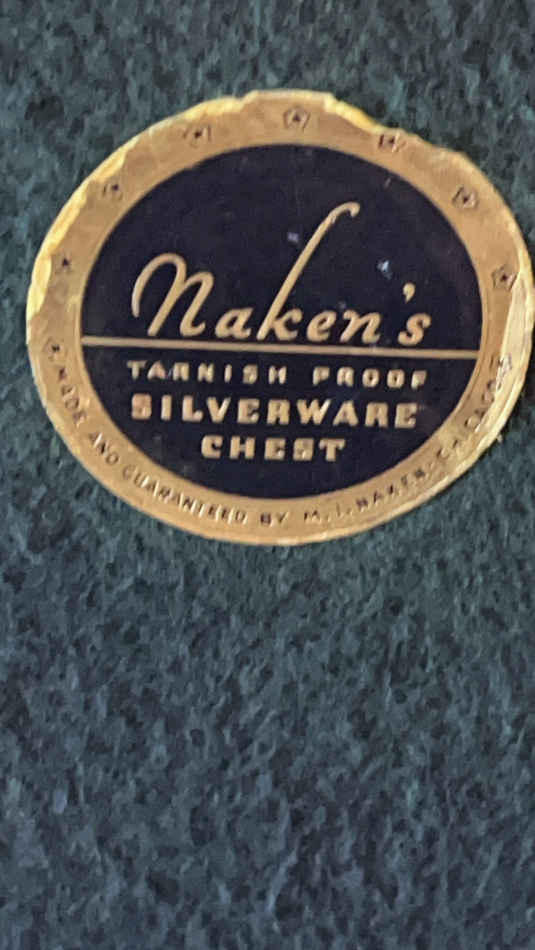 Naken's
TARNISH PROOF
SILVERWARE
CHEST
MADE AND GUARANTEED BY M. I. NAKEN-CHICAGO